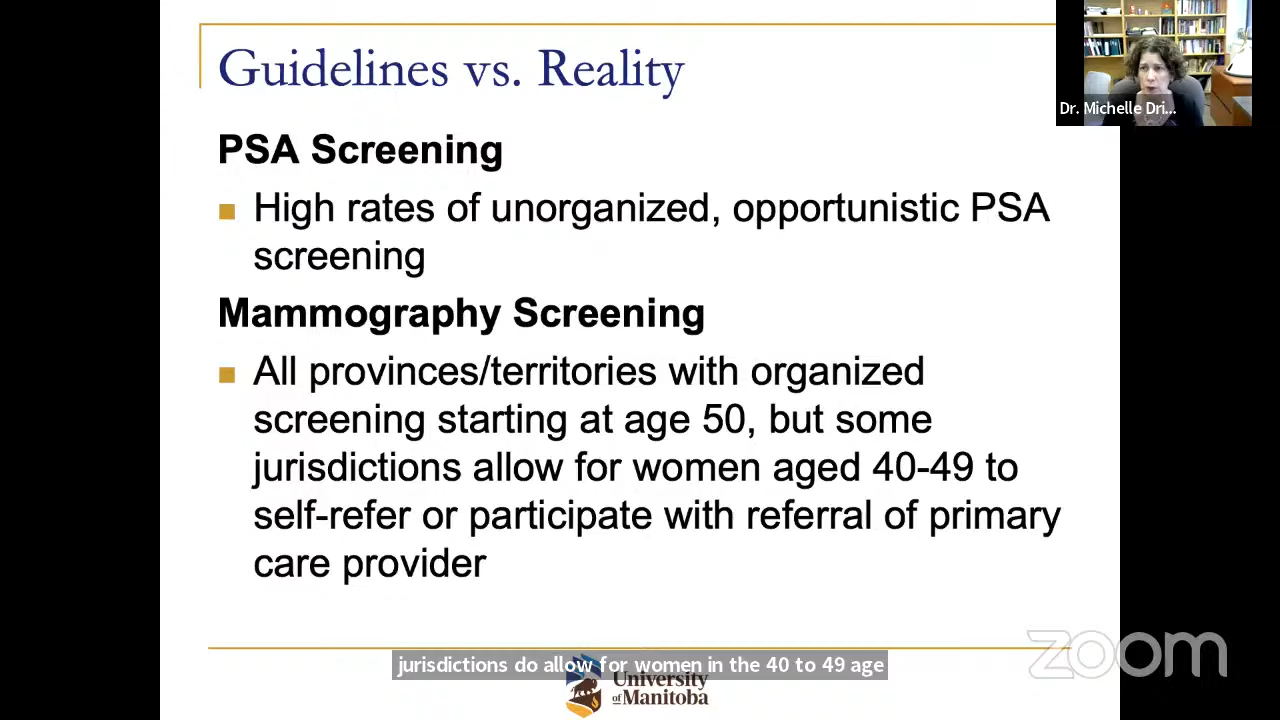 Guidelines vs. Reality
Dr. Michelle Dri...
PSA Screening
High rates of unorganized, opportunistic PSA
screening
Mammography Screening
All provinces/territories with organized
screening starting at age 50, but some
jurisdictions allow for women aged 40-49 to
self-refer or participate with referral of primary
care provider
zoom
jurisdictions do allow for women in the 40 to 49 age
University
of Manitoba